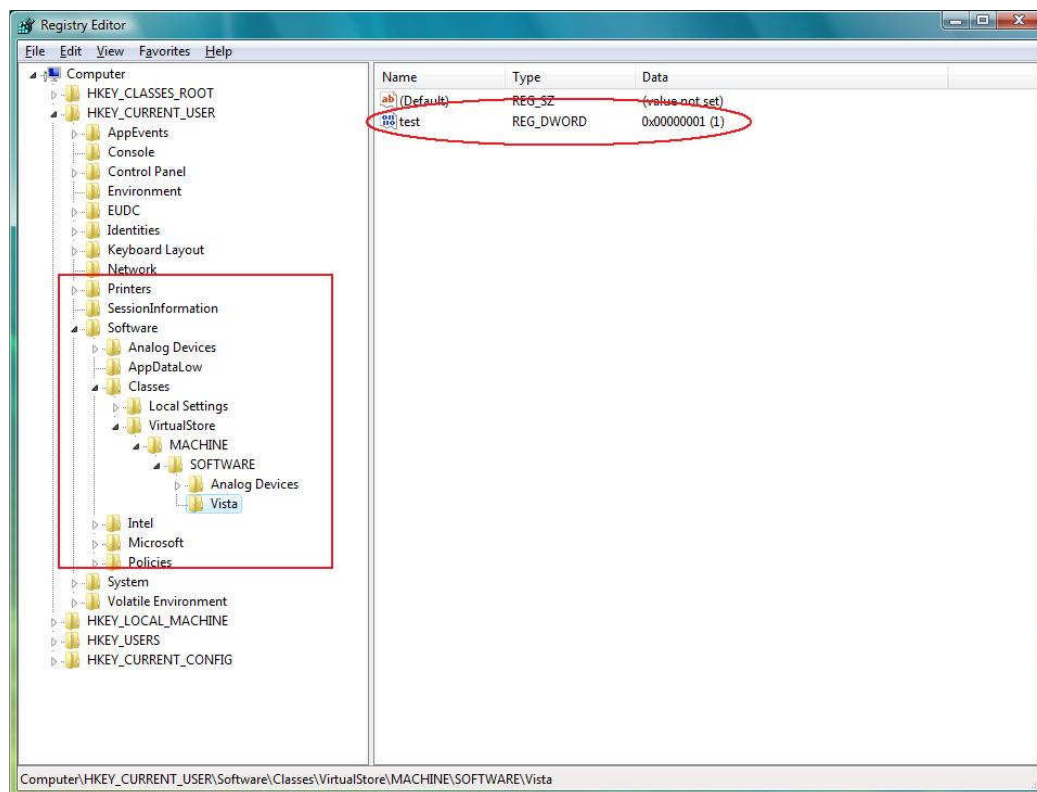 Registry Editor
File Edit View Favorites Help
Computer
HKEY_CLASSES_ROOT
HKEY_CURRENT_USER
AppEvents
Console
Control Panel
Environment
EUDC
Identities
Keyboard Layout
Network
Printers
SessionInformation
Software
Analog Devices
AppDataLow
Classes
Local Settings
VirtualStore
MACHINE
SOFTWARE
Analog Devices
Vista
Intel
Microsoft
Policies
System
Volatile Environment
HKEY_LOCAL_MACHINE
HKEY_USERS
HKEY_CURRENT_CONFIG
Name Type Data
ab (Default) REG_SZ (value not set)
test REG_DWORD 0x00000001 (1)
Computer\HKEY_CURRENT_USER\Software\Classes\VirtualStore\MACHINE\SOFTWARE\Vista